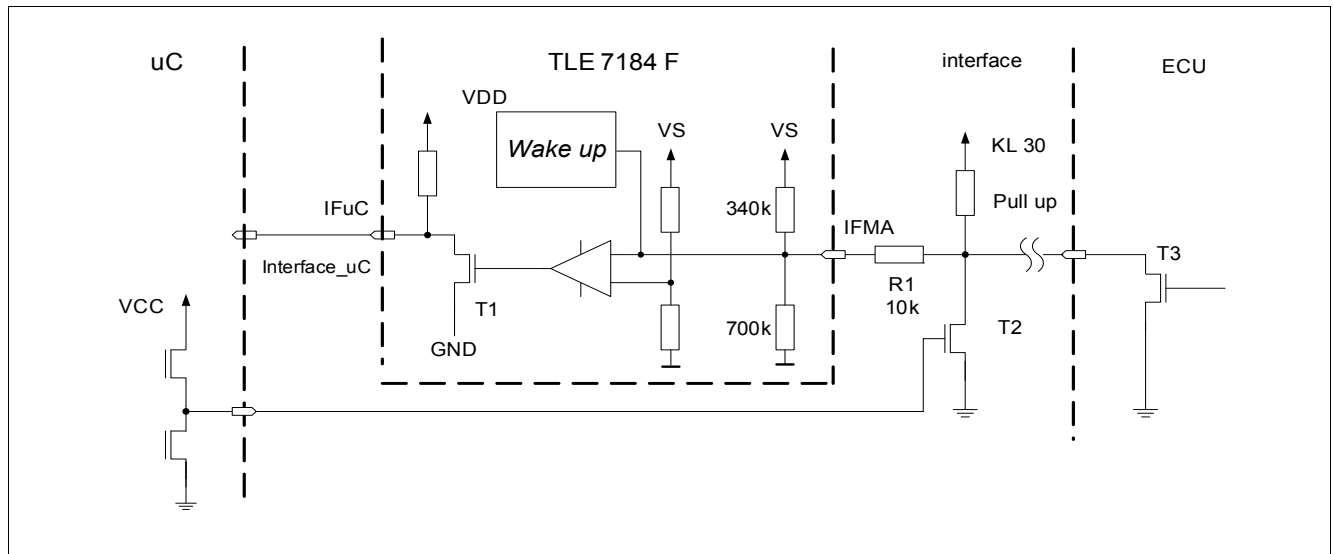 uC
TLE 7184 F
interface
ECU
VDD
Wake up
VS
VS
KL 30
340k
Pull up
IFuC
IFMA
T3
Interface_uC
R1
10k
VCC
T1
700k
T2
GND